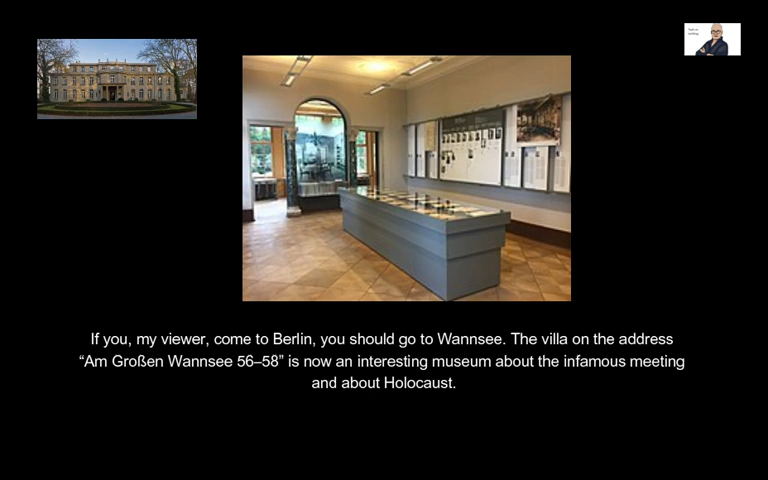 If you, my viewer, come to Berlin, you should go to Wannsee. The villa on the address
“Am Großen Wannsee 56–58” is now an interesting museum about the infamous meeting
and about Holocaust.